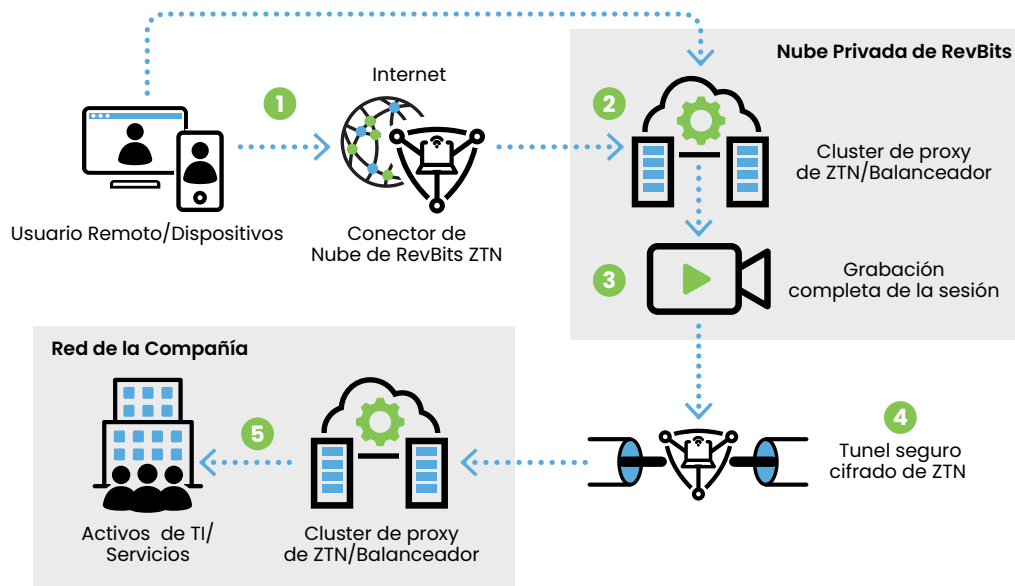 Internet
Nube Privada de RevBits
1
2
Cluster de proxy
de ZTN/Balanceador
Usuario Remoto/Dispositivos
Conector de
Nube de RevBits ZTN
3
Grabación
completa de la sesión
Red de la Compañía
4
Tunel seguro
cifrado de ZTN
5
Cluster de proxy
de ZTN/Balanceador
Activos de TI/
Servicios